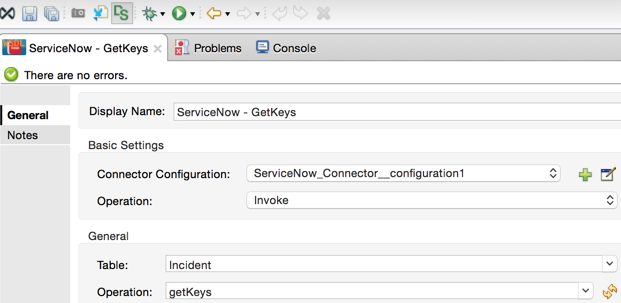 DS
ServiceNow - GetKeys
Problems
Console
There are no errors.
General
Notes
Display Name: ServiceNow - GetKeys
Basic Settings
Connector Configuration: ServiceNow_Connector__configuration1
Operation: Invoke
General
Table: Incident
Operation: getKeys